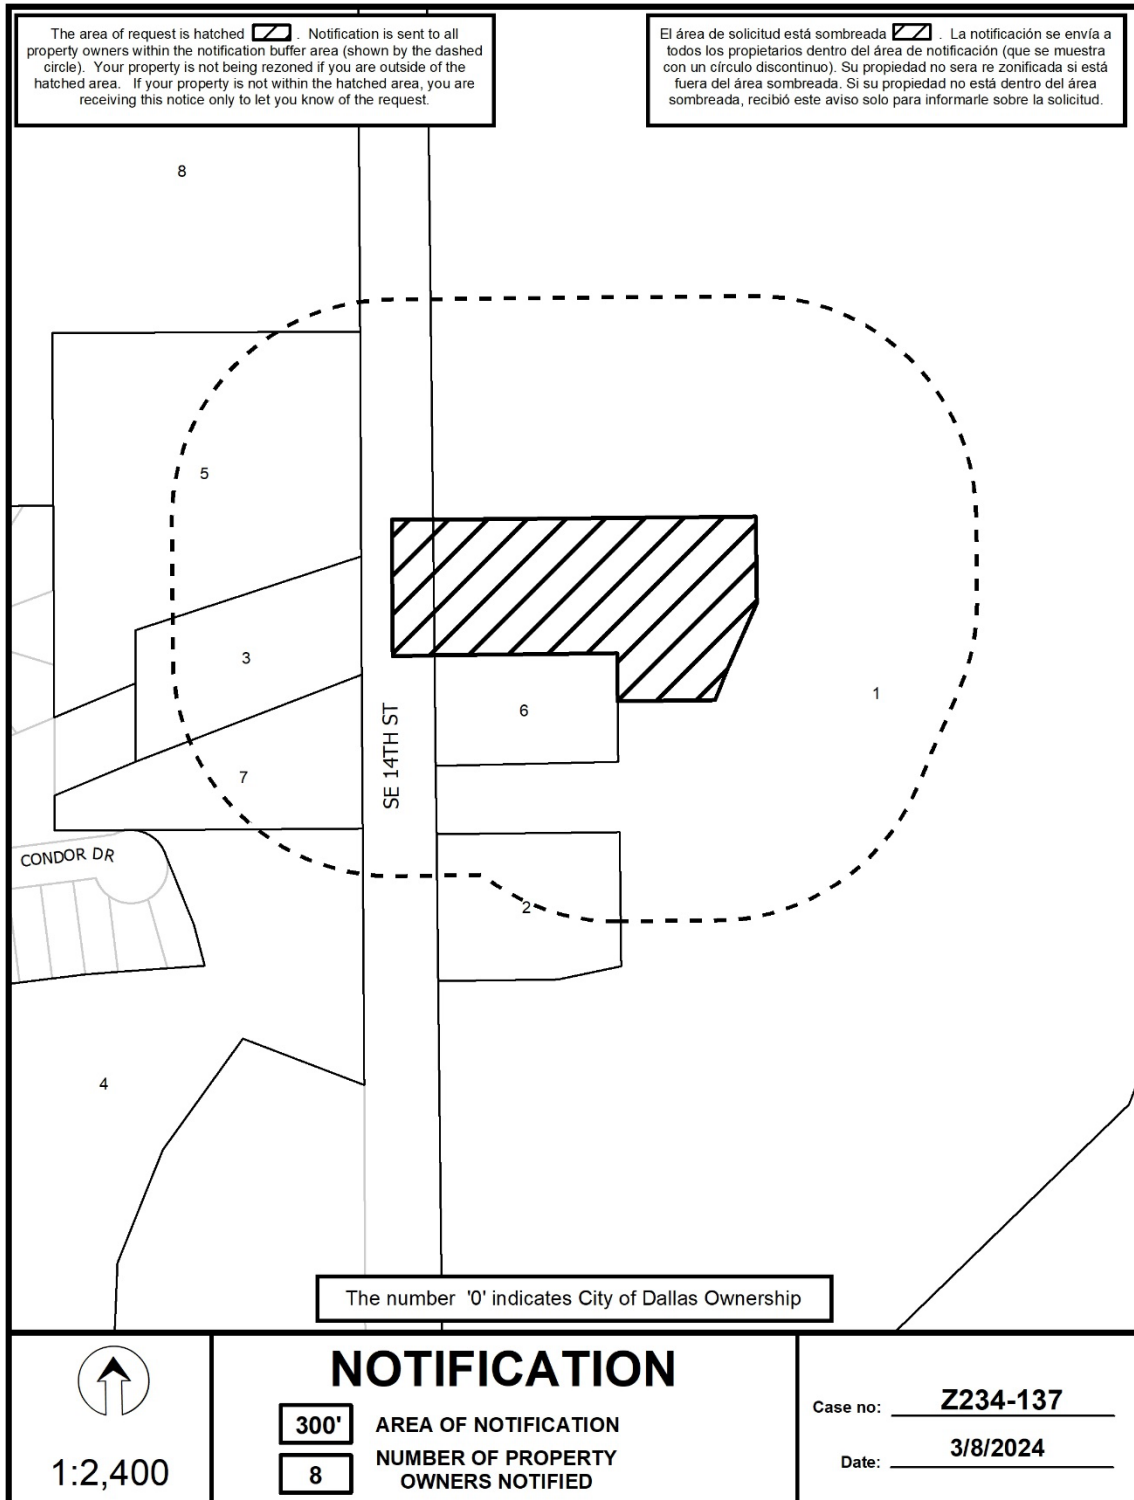 The area of request is hatched . Notification is sent to all
property owners within the notification buffer area (shown by the dashed
circle). Your property is not being rezoned if you are outside of the
hatched area. If your property is not within the hatched area, you are
receiving this notice only to let you know of the request.
El área de solicitud está sombreada . La notificación se envía a
todos los propietarios dentro del área de notificación (que se muestra
con un círculo discontinuo). Su propiedad no sera re zonificada si está
fuera del área sombreada. Si su propiedad no está dentro del área
sombreada, recibió este aviso solo para informarle sobre la solicitud.
8
5
3
1
6
SE 14TH ST
7
CONDOR DR
2
4
The number '0' indicates City of Dallas Ownership
1:2,400
NOTIFICATION
300' AREA OF NOTIFICATION
8 NUMBER OF PROPERTY
OWNERS NOTIFIED
Case no: Z234-137
Date: 3/8/2024